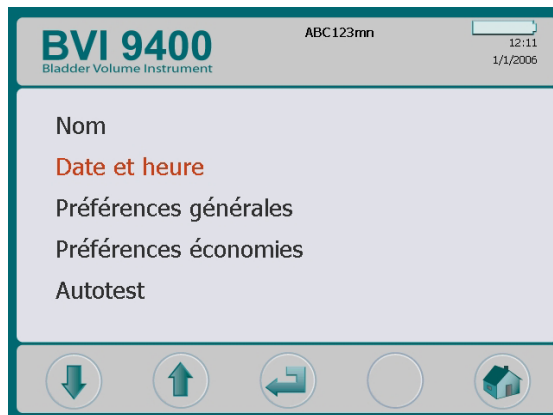 BVI 9400
Bladder Volume Instrument
ABC123mn
12:11
1/1/2006
Nom
Date et heure
Préférences générales
Préférences économies
Autotest